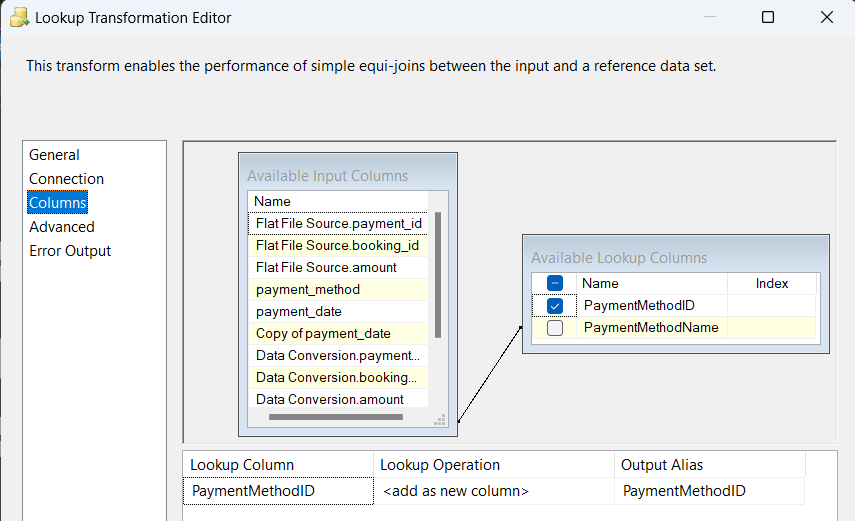 Lookup Transformation Editor
This transform enables the performance of simple equi-joins between the input and a reference data set.
General
Connection
Columns
Advanced
Error Output
Available Input Columns
Name
Flat File Source.payment_id
Flat File Source.booking_id
Flat File Source.amount
payment_method
payment_date
Copy of payment_date
Data Conversion.payment...
Data Conversion.booking...
Data Conversion.amount
Available Lookup Columns
Name Index
PaymentMethodID
PaymentMethodName
Lookup Column Lookup Operation Output Alias
PaymentMethodID <add as new column> PaymentMethodID